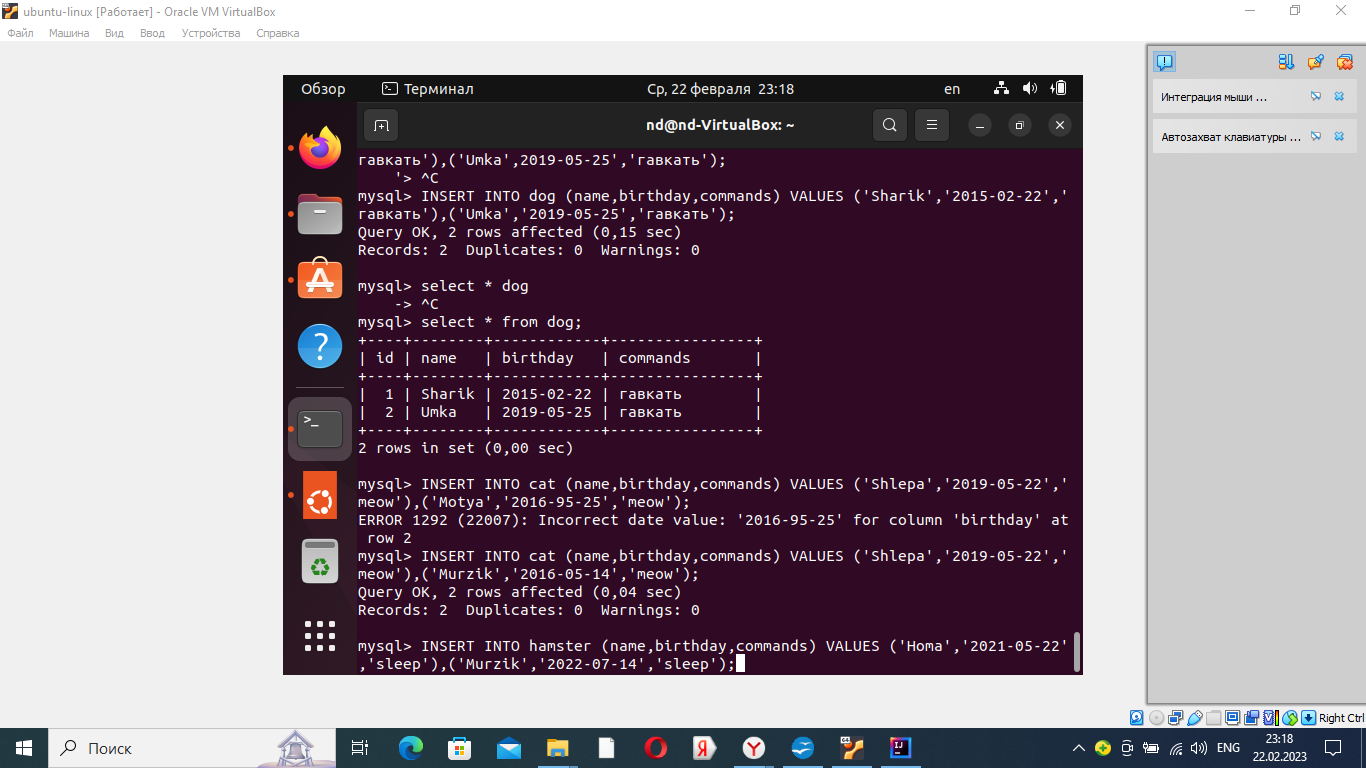 ubuntu-linux [Работает] - Oracle VM VirtualBox
Файл Машина Вид Ввод Устройства Справка
Обзор Терминал Ср, 22 февраля 23:18 en
nd@nd-VirtualBox: ~
гавкать'),('Umka',2019-05-25','гавкать');
'> ^C
mysql> INSERT INTO dog (name,birthday,commands) VALUES ('Sharik','2015-02-22','
гавкать'),('Umka','2019-05-25','гавкать');
Query OK, 2 rows affected (0,15 sec)
Records: 2  Duplicates: 0  Warnings: 0
mysql> select * dog
-> ^C
mysql> select * from dog;
+----+--------+------------+----------------+
| id | name   | birthday   | commands       |
+----+--------+------------+----------------+
|  1 | Sharik | 2015-02-22 | гавкать        |
|  2 | Umka   | 2019-05-25 | гавкать        |
+----+--------+------------+----------------+
2 rows in set (0,00 sec)
mysql> INSERT INTO cat (name,birthday,commands) VALUES ('Shlepa','2019-05-22','
meow'),('Motya','2016-95-25','meow');
ERROR 1292 (22007): Incorrect date value: '2016-95-25' for column 'birthday' at
row 2
mysql> INSERT INTO cat (name,birthday,commands) VALUES ('Shlepa','2019-05-22','
meow'),('Murzik','2016-05-14','meow');
Query OK, 2 rows affected (0,04 sec)
Records: 2  Duplicates: 0  Warnings: 0
mysql> INSERT INTO hamster (name,birthday,commands) VALUES ('Homa','2021-05-22'
,'sleep'),('Murzik','2022-07-14','sleep');
Интеграция мыши ...
Автозахват клавиатуры ...
Right Ctrl
Поиск
ENG
23:18
22.02.2023